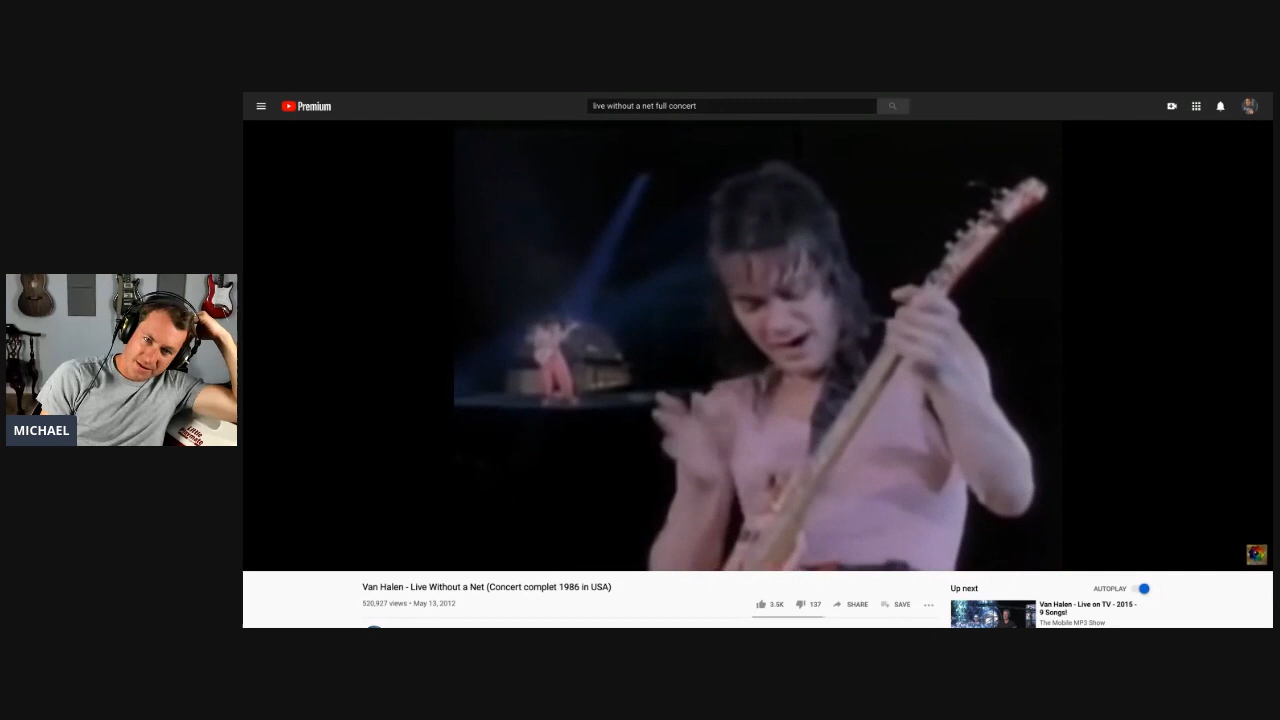 Premium
live without a net full concert
MICHAEL
Little
Playmate
Van Halen - Live Without a Net (Concert complet 1986 in USA)
520,927 views • May 13, 2012
3.5K
137
SHARE
SAVE
Up next
AUTOPLAY
Van Halen - Live on TV - 2015 -
9 Songs!
The Mobile MP3 Show